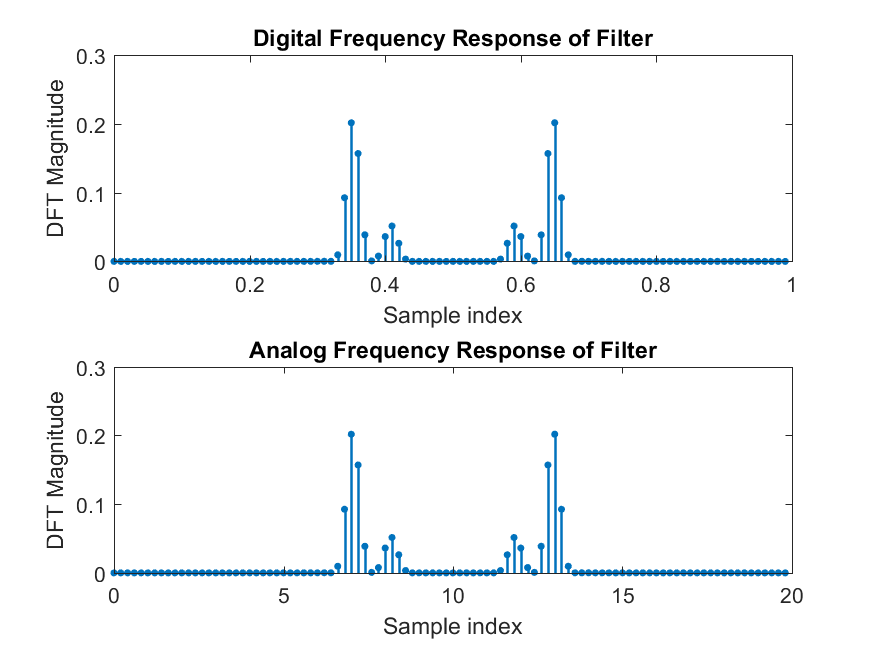 Digital Frequency Response of Filter
0.3
0.2
0.1
0
DFT Magnitude
0 0.2 0.4 0.6 0.8 1
Sample index
Analog Frequency Response of Filter
0.3
0.2
0.1
0
DFT Magnitude
0 5 10 15 20
Sample index